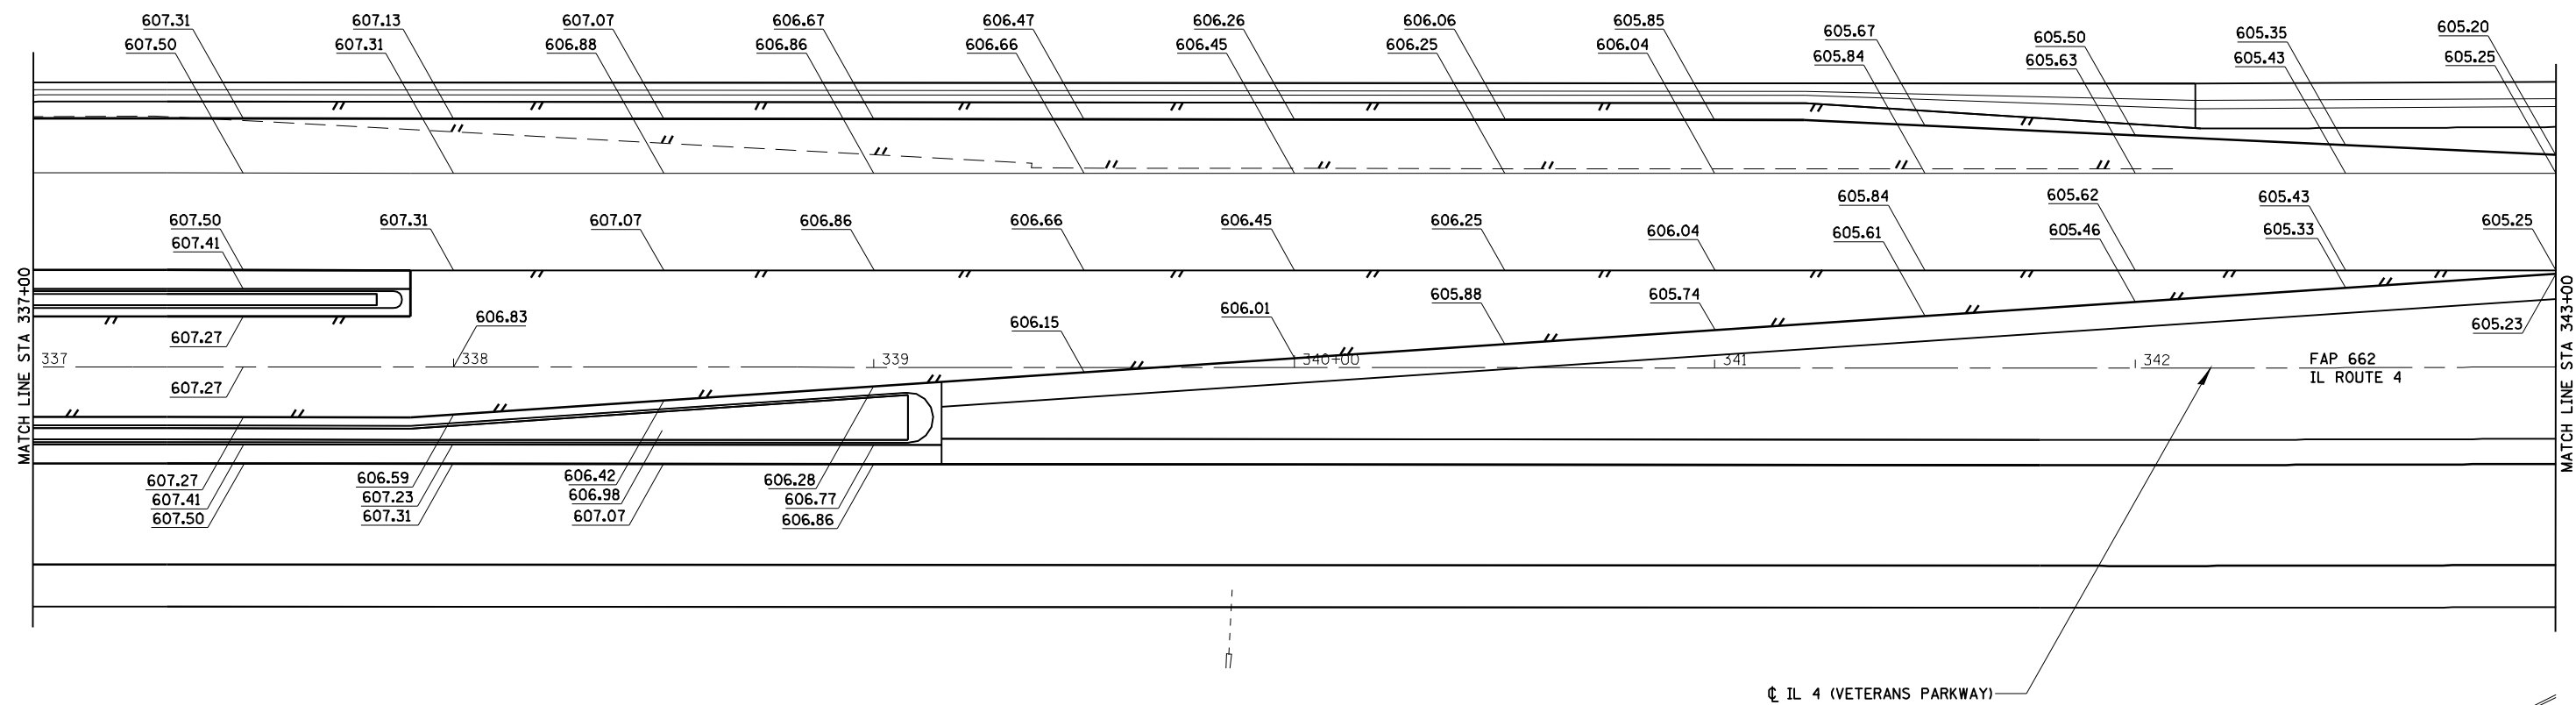 607.31 607.13 607.07 606.67 606.47 606.26 606.06 605.85 605.67 605.50 605.35 605.20
607.50 607.31 606.88 606.86 606.66 606.45 606.25 606.04 605.84 605.63 605.43 605.25
607.50 607.31 607.07 606.86 606.66 606.45 606.25 606.04 605.84 605.62 605.43 605.25
607.41 605.61 605.46 605.33
607.27 606.83 606.15 606.01 605.88 605.74 605.23
337 338 339 340+00 341 342 FAP 662
IL ROUTE 4
607.27
607.27 606.59 606.42 606.28
607.41 607.23 606.98 606.77
607.50 607.31 607.07 606.86
MATCH LINE STA 337+00
MATCH LINE STA 343+00
℄ IL 4 (VETERANS PARKWAY)